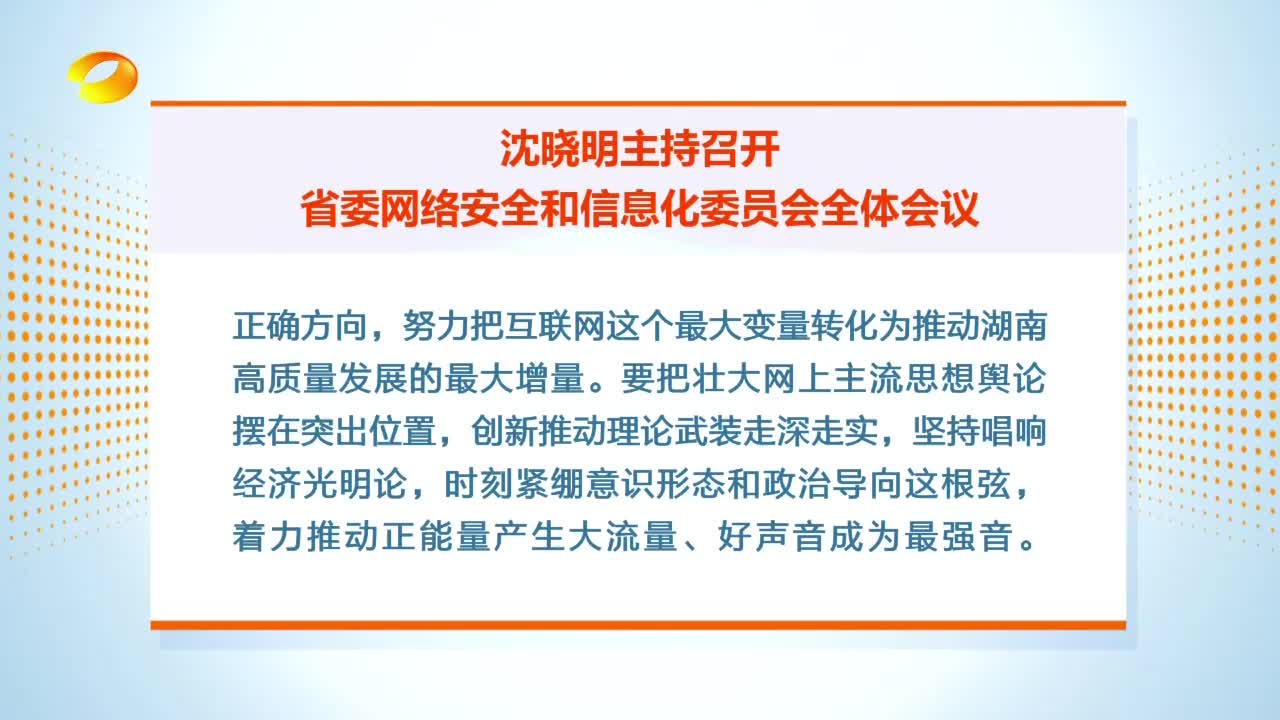 沈晓明主持召开
省委网络安全和信息化委员会全体会议
正确方向，努力把互联网这个最大变量转化为推动湖南
高质量发展的最大增量。要把壮大网上主流思想舆论
摆在突出位置，创新推动理论武装走深走实，坚持唱响
经济光明论，时刻紧绷意识形态和政治导向这根弦，
着力推动正能量产生大流量、好声音成为最强音。